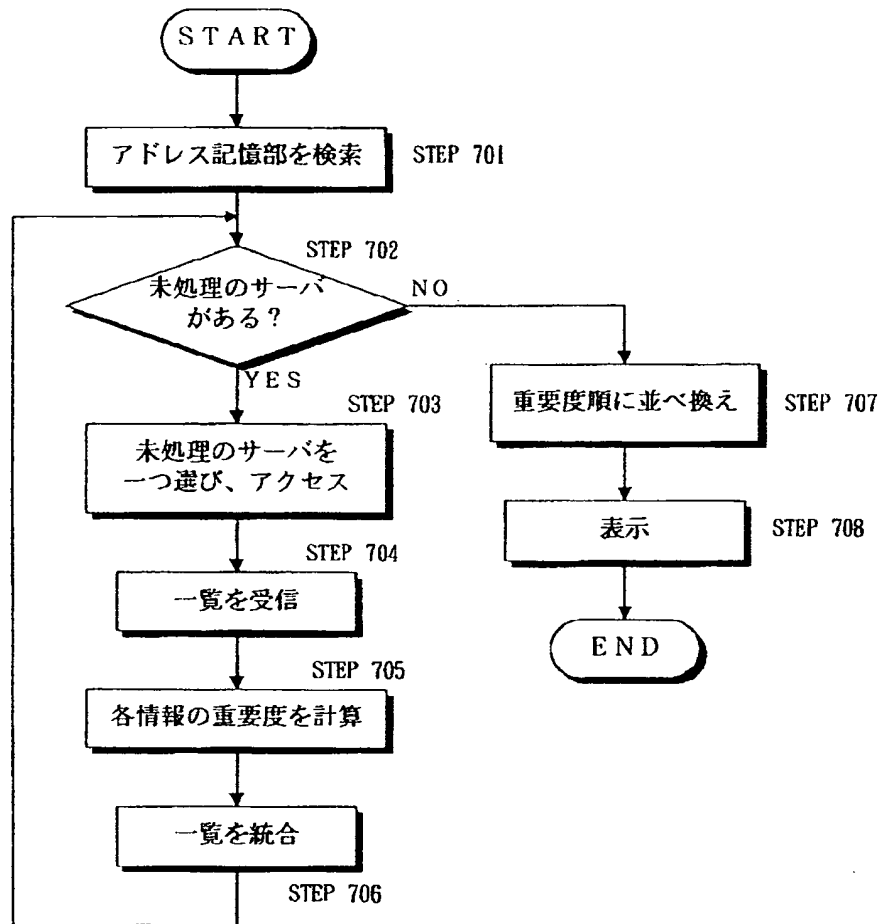 START
アドレス記憶部を検索
STEP 701
STEP 702
未処理のサーバ
がある?
NO
YES
STEP 703
未処理のサーバを
一つ選び、アクセス
STEP 704
一覧を受信
STEP 705
各情報の重要度を計算
一覧を統合
STEP 706
重要度順に並べ換え
STEP 707
表示
STEP 708
END